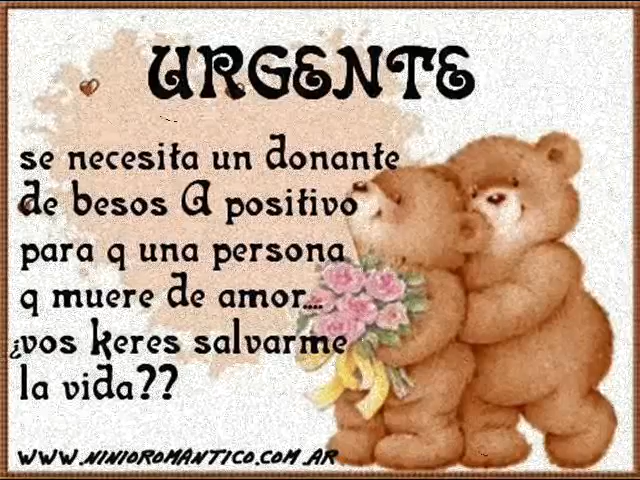 URGENTE
se necesita un donante
de besos A positivo
para q una persona
q muere de amor....
¿vos keres salvarme
la vida??
WWW.NINIOROMANTICO.COM.AR